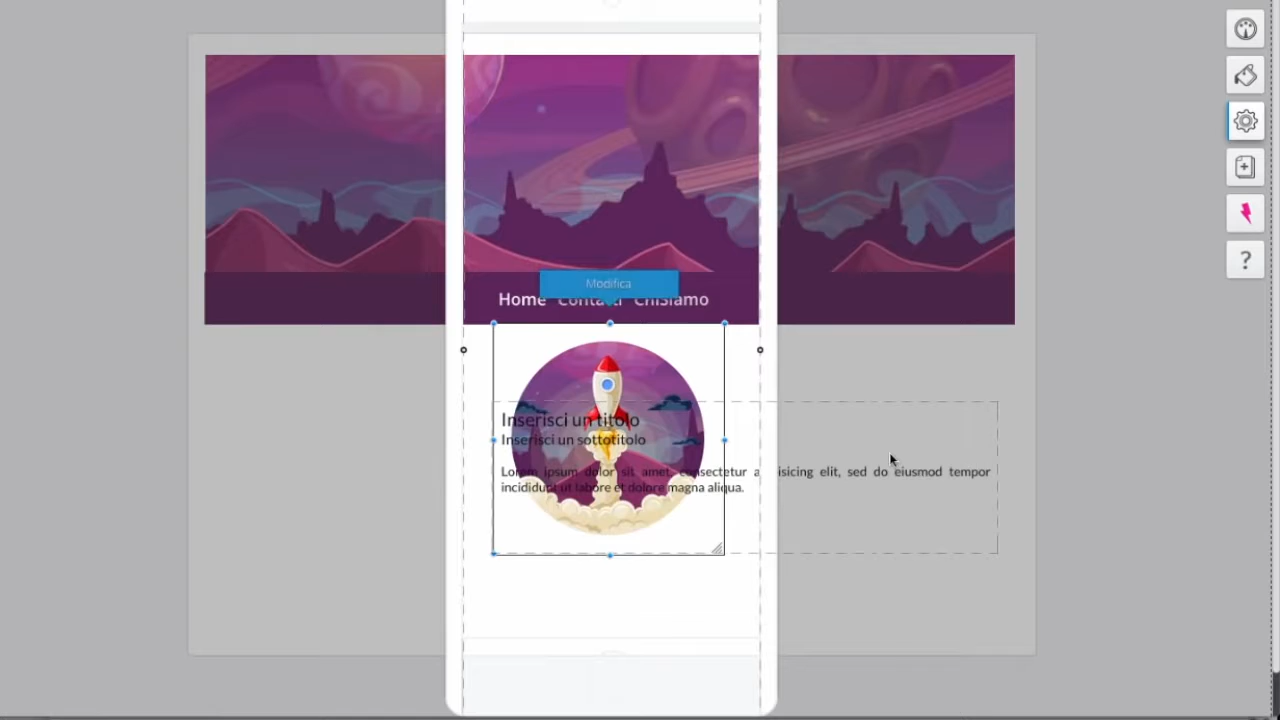 Modifica
Home Contatti ChiSiamo
Inserisci un titolo
Inserisci un sottotitolo
Lorem ipsum dolor sit amet, consectetur adipisicing elit, sed do eiusmod tempor
incididunt ut labore et dolore magna aliqua.
?